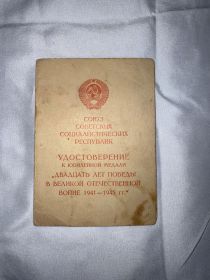 СОЮЗ
СОВЕТСКИХ
СОЦИАЛИСТИЧЕСКИХ
РЕСПУБЛИК
УДОСТОВЕРЕНИЕ
К ЮБИЛЕЙНОЙ МЕДАЛИ
„ДВАДЦАТЬ ЛЕТ ПОБЕДЫ
В ВЕЛИКОЙ ОТЕЧЕСТВЕННОЙ
ВОЙНЕ 1941—1945 гг."